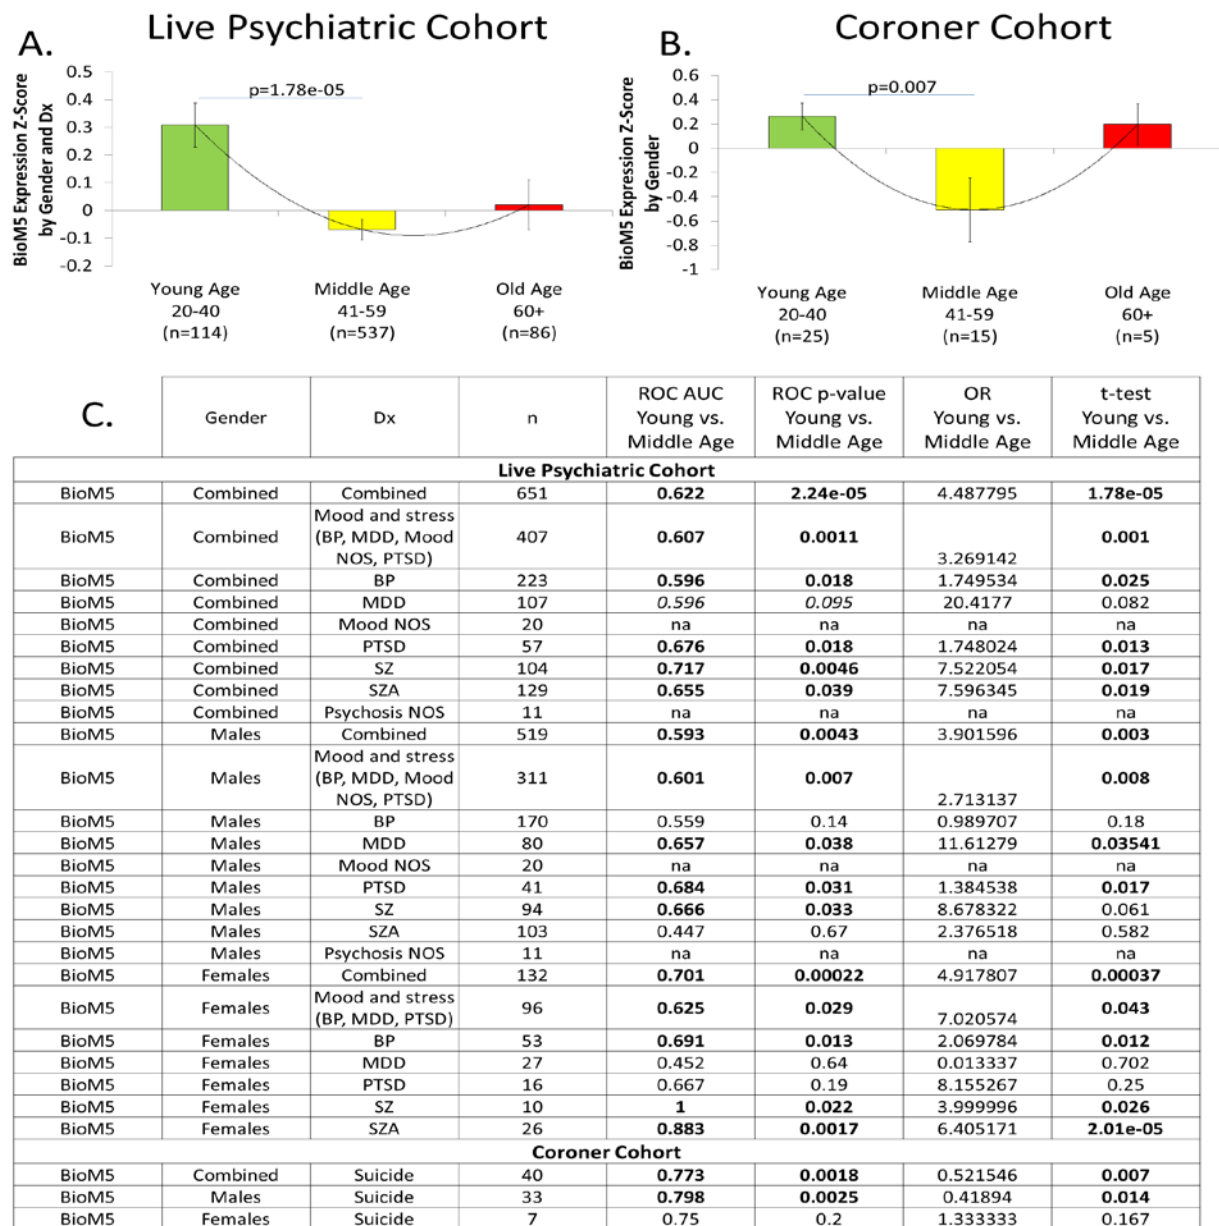 Live Psychiatric Cohort
A.
BioM5 Expression Z-Score
by Gender and Dx
0.5
0.4
0.3
0.2
0.1
0
-0.1
-0.2
p=1.78e-05
Young Age
20-40
(n=114)
Middle Age
41-59
(n=537)
Old Age
60+
(n=86)
Coroner Cohort
B.
BioM5 Expression Z-Score
by Gender
0.6
0.4
0.2
0
-0.2
-0.4
-0.6
-0.8
-1
p=0.007
Young Age
20-40
(n=25)
Middle Age
41-59
(n=15)
Old Age
60+
(n=5)
C.
Gender
Dx
n
ROC AUC
Young vs.
Middle Age
ROC p-value
Young vs.
Middle Age
OR
Young vs.
Middle Age
t-test
Young vs.
Middle Age
Live Psychiatric Cohort
BioM5 Combined Combined 651 0.622 2.24e-05 4.487795 1.78e-05
BioM5 Combined Mood and stress
(BP, MDD, Mood
NOS, PTSD) 407 0.607 0.0011 3.269142 0.001
BioM5 Combined BP 223 0.596 0.018 1.749534 0.025
BioM5 Combined MDD 107 0.596 0.095 20.4177 0.082
BioM5 Combined Mood NOS 20 na na na na
BioM5 Combined PTSD 57 0.676 0.018 1.748024 0.013
BioM5 Combined SZ 104 0.717 0.0046 7.522054 0.017
BioM5 Combined SZA 129 0.655 0.039 7.596345 0.019
BioM5 Combined Psychosis NOS 11 na na na na
BioM5 Males Combined 519 0.593 0.0043 3.901596 0.003
BioM5 Males Mood and stress
(BP, MDD, Mood
NOS, PTSD) 311 0.601 0.007 2.713137 0.008
BioM5 Males BP 170 0.559 0.14 0.989707 0.18
BioM5 Males MDD 80 0.657 0.038 11.61279 0.03541
BioM5 Males Mood NOS 20 na na na na
BioM5 Males PTSD 41 0.684 0.031 1.384538 0.017
BioM5 Males SZ 94 0.666 0.033 8.678322 0.061
BioM5 Males SZA 103 0.447 0.67 2.376518 0.582
BioM5 Males Psychosis NOS 11 na na na na
BioM5 Females Combined 132 0.701 0.00022 4.917807 0.00037
BioM5 Females Mood and stress
(BP, MDD, PTSD) 96 0.625 0.029 7.020574 0.043
BioM5 Females BP 53 0.691 0.013 2.069784 0.012
BioM5 Females MDD 27 0.452 0.64 0.013337 0.702
BioM5 Females PTSD 16 0.667 0.19 8.155267 0.25
BioM5 Females SZ 10 1 0.022 3.999996 0.026
BioM5 Females SZA 26 0.883 0.0017 6.405171 2.01e-05
Coroner Cohort
BioM5 Combined Suicide 40 0.773 0.0018 0.521546 0.007
BioM5 Males Suicide 33 0.798 0.0025 0.41894 0.014
BioM5 Females Suicide 7 0.75 0.2 1.333333 0.167